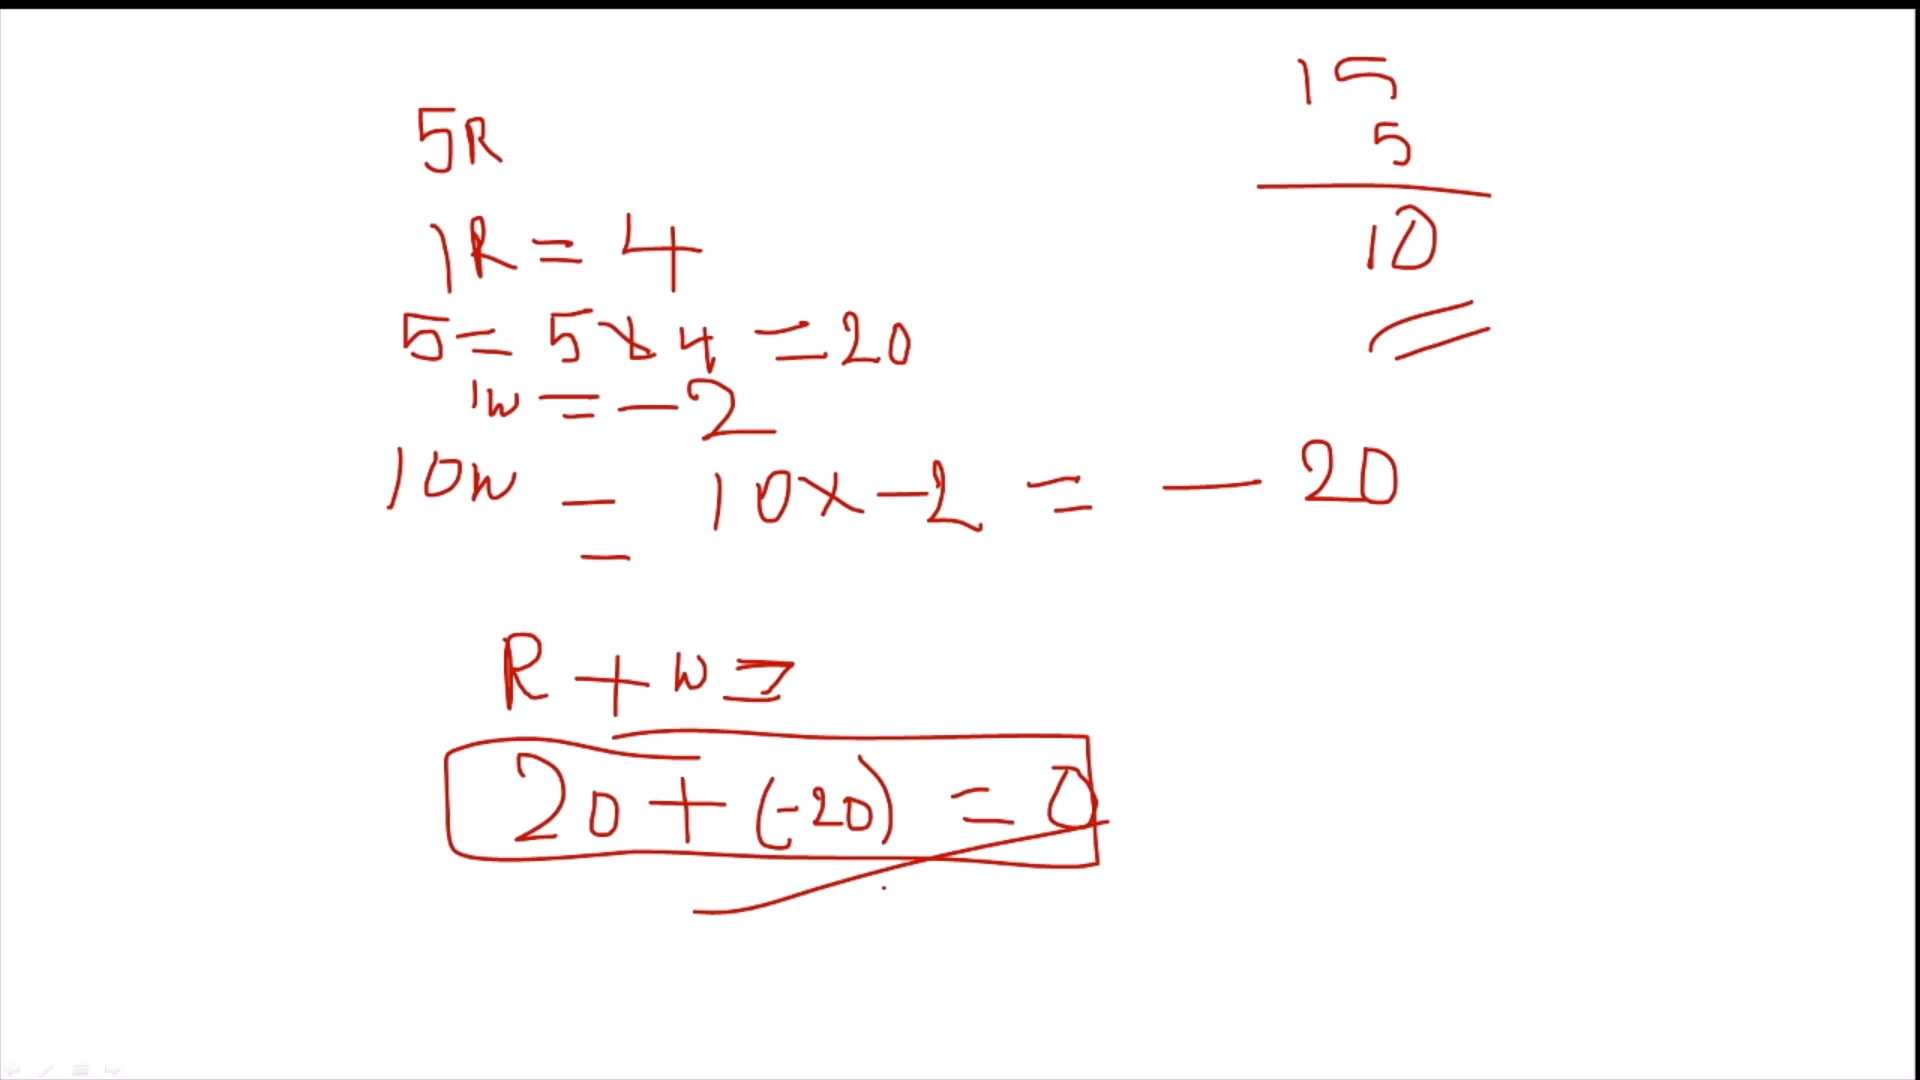 5R
1R = 4
5 = 5 x 4 = 20
1w = - 2
10w = 10 x - 2 = - 20
R + w =
20 + (-20) = 0
15
5
10